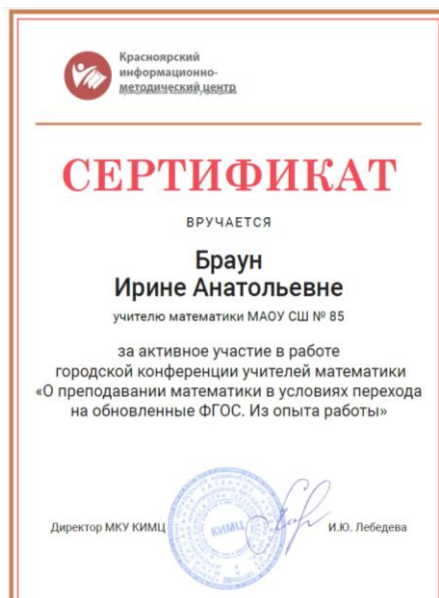 Красноярский
информационно-
методический центр
СЕРТИФИКАТ
ВРУЧАЕТСЯ
Браун
Ирине Анатольевне
учителю математики МАОУ СШ № 85
за активное участие в работе
городской конференции учителей математики
«О преподавании математики в условиях перехода
на обновленные ФГОС. Из опыта работы»
Директор МКУ КИМЦ
КИМЦ
И.Ю. Лебедева